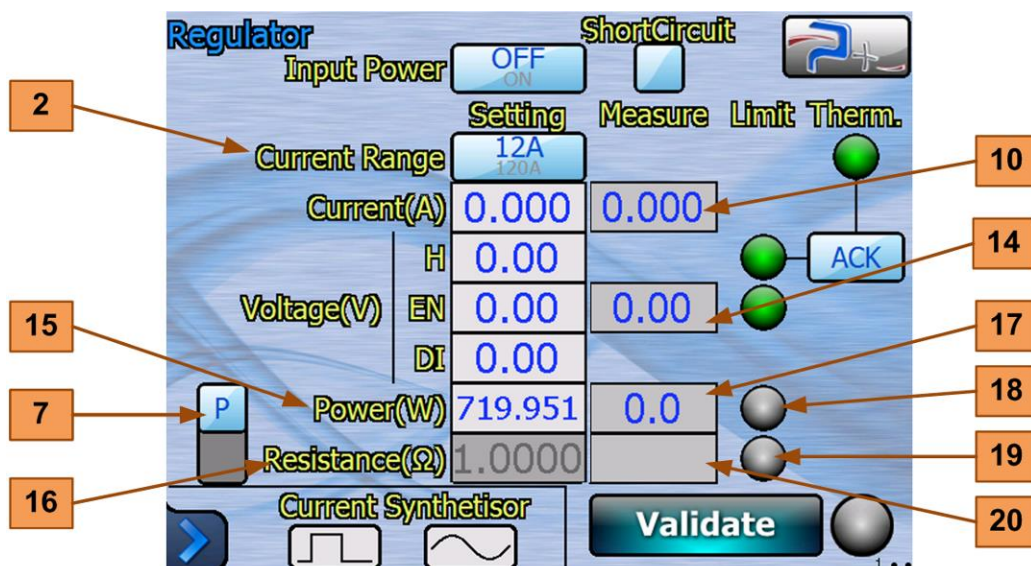 Regulator
ShortCircuit
Input Power OFF
ON
Setting Measure Limit Therm.
2
Current Range 12A
120A
10
Current(A) 0.000 0.000
H 0.00 ACK
14
Voltage(V) EN 0.00 0.00
15
17
DI 0.00
7 P Power(W) 719.951 0.0 18
Resistance(Ω) 1.0000 19
16
20
Current Synthetisor
Validate
1